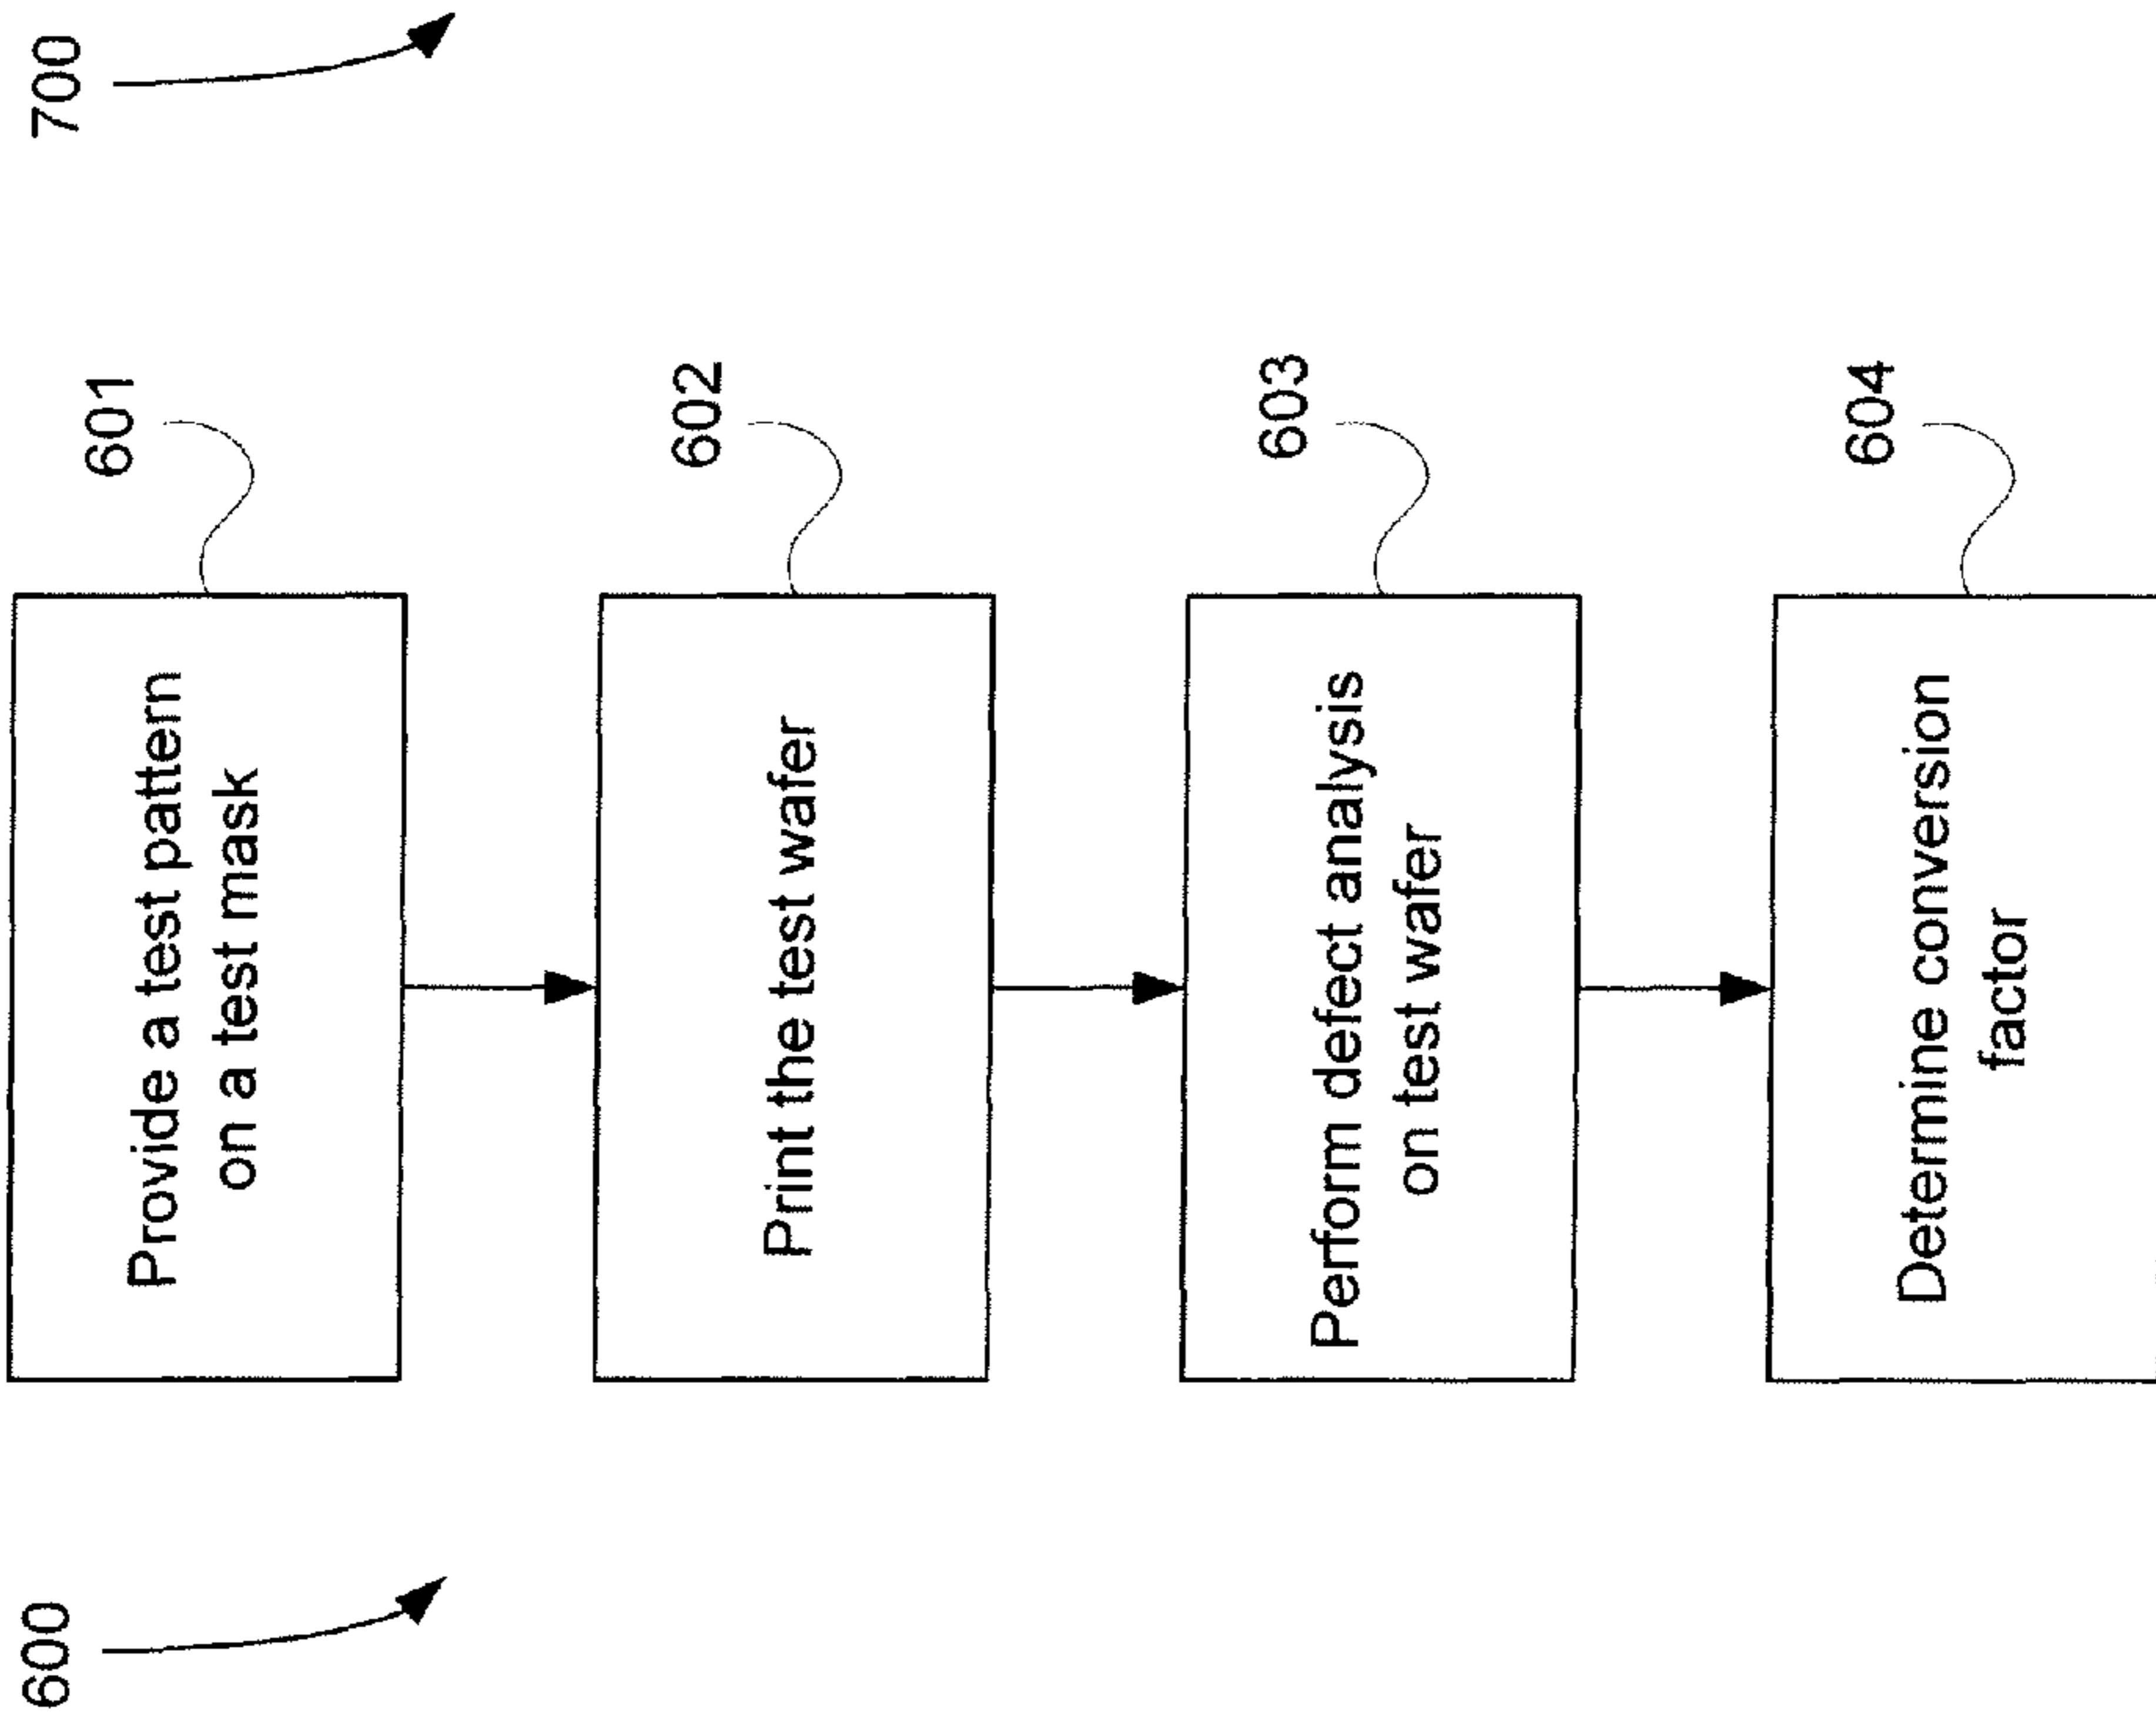 600
Provide a test pattern
on a test mask
601
Print the test wafer
602
Perform defect analysis
on test wafer
603
Determine conversion
factor
604
700